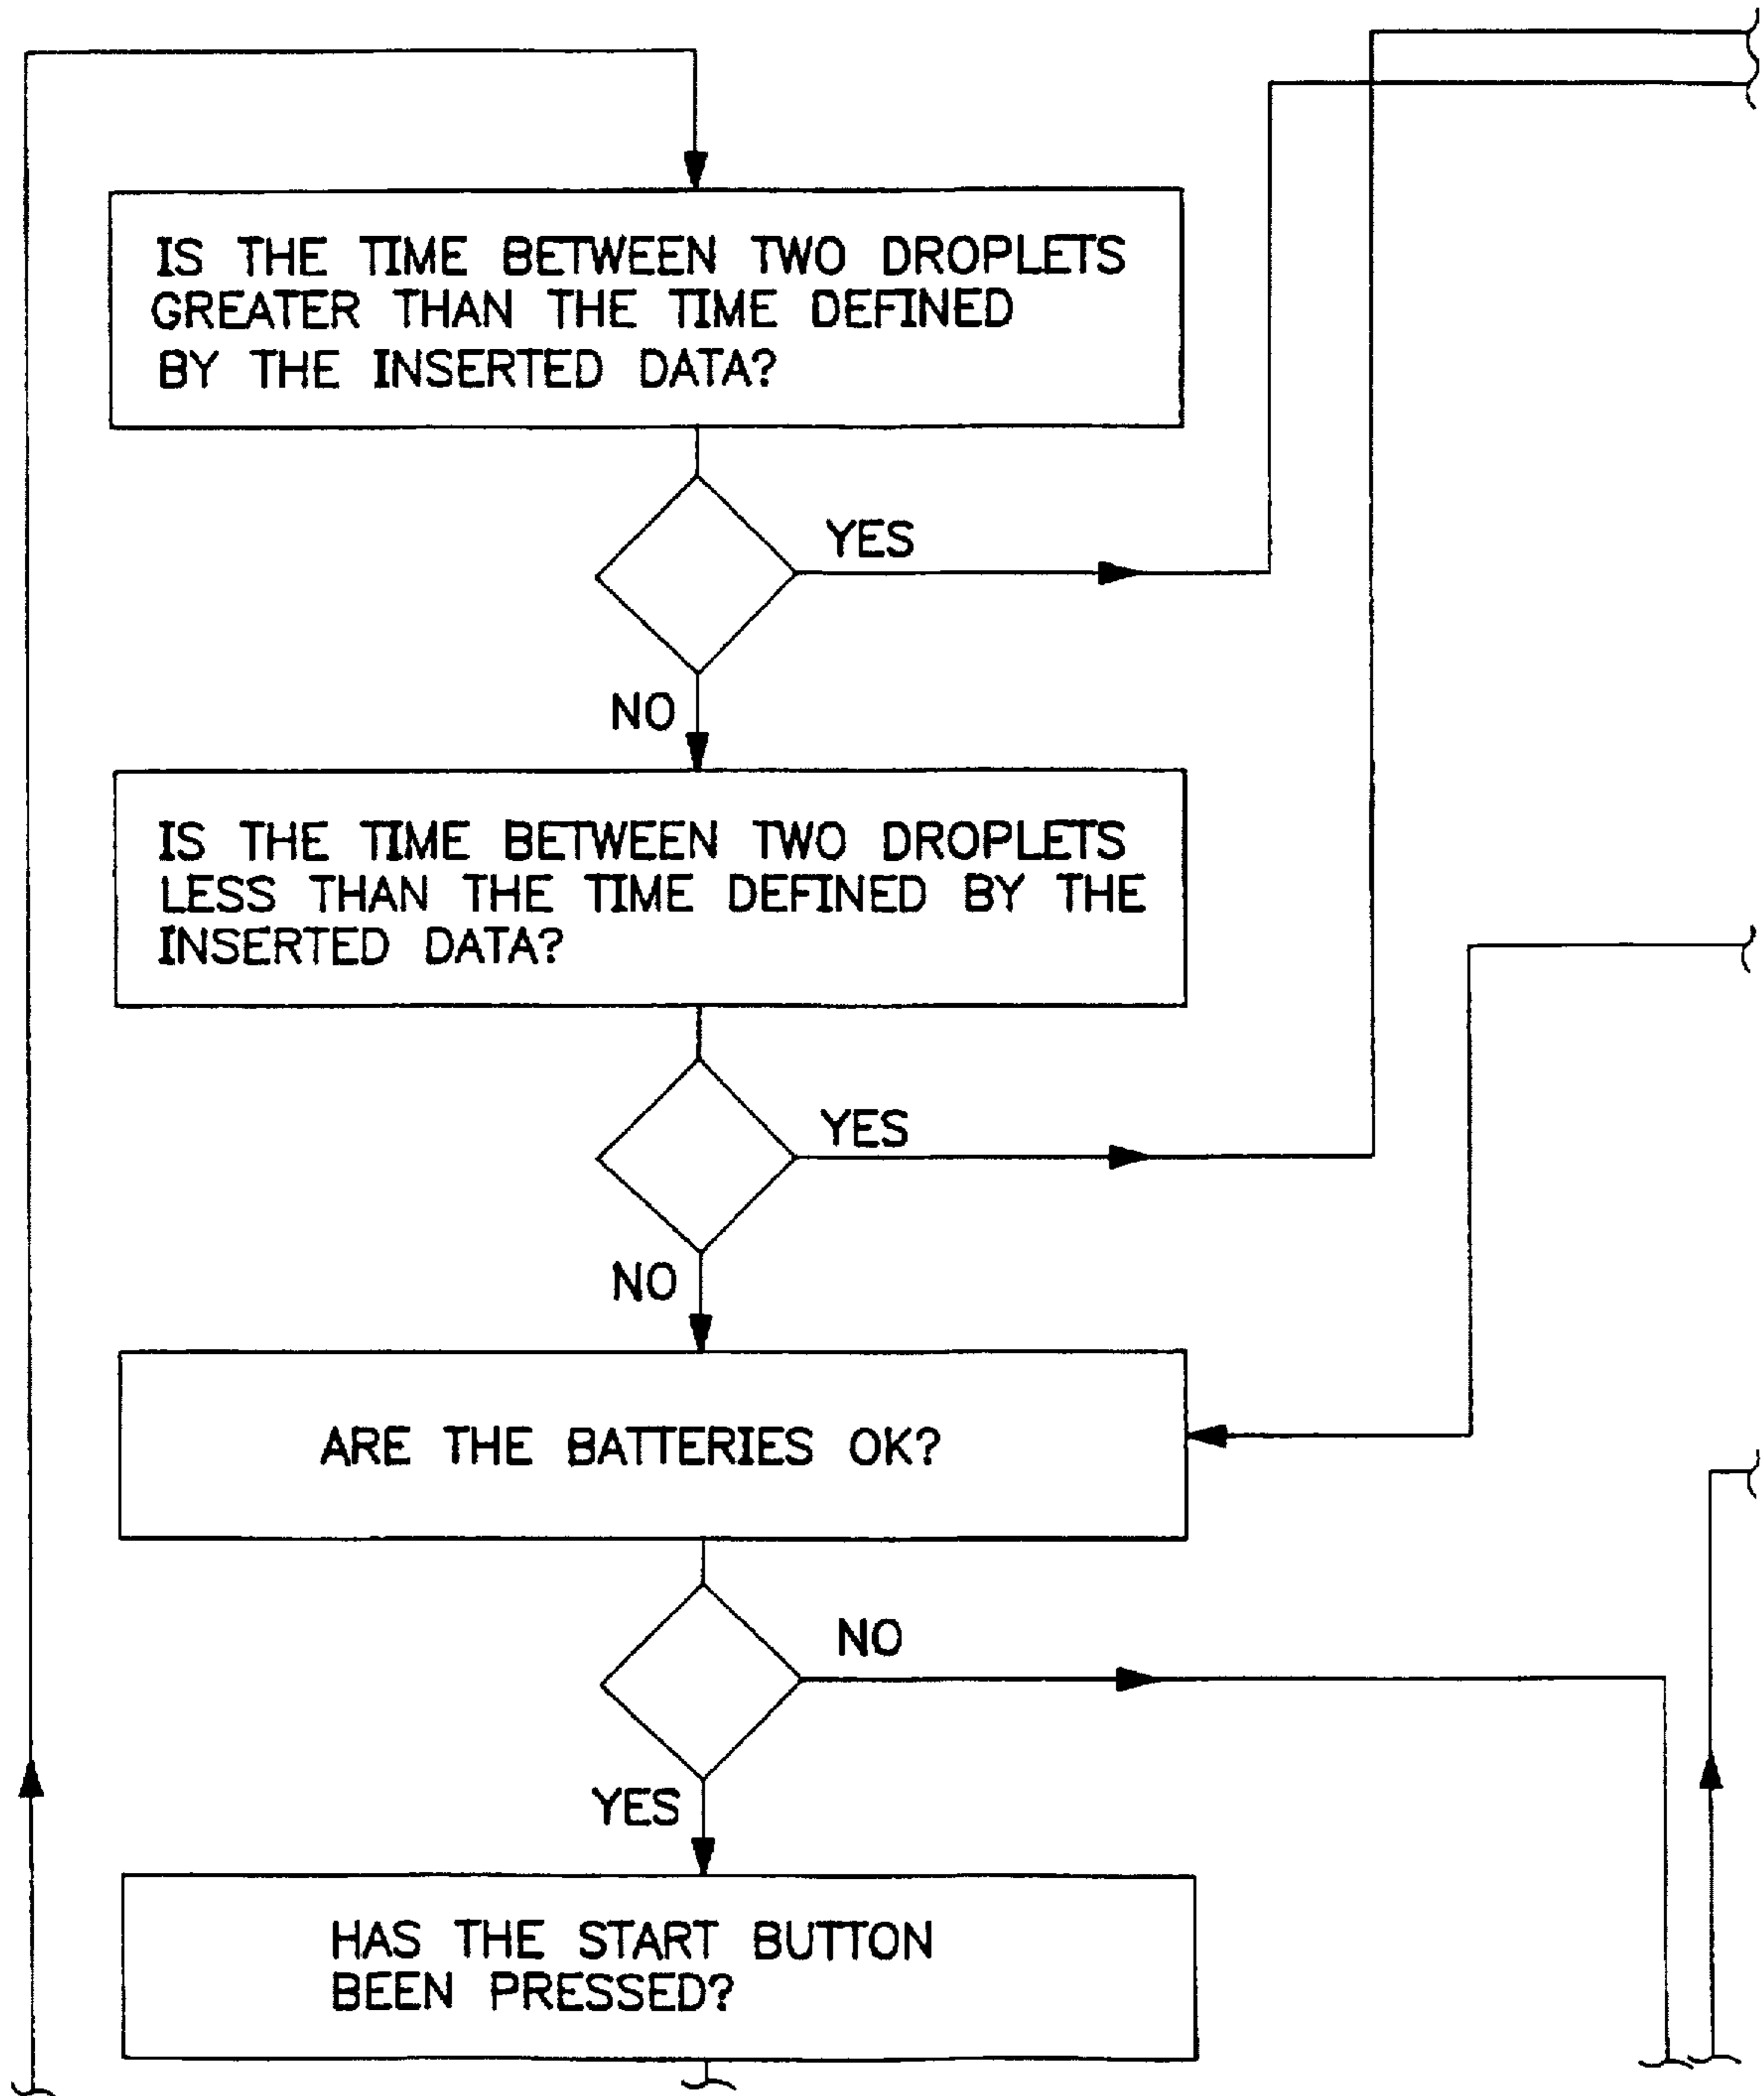 IS THE TIME BETWEEN TWO DROPLETS
GREATER THAN THE TIME DEFINED
BY THE INSERTED DATA?
YES
NO
IS THE TIME BETWEEN TWO DROPLETS
LESS THAN THE TIME DEFINED BY THE
INSERTED DATA?
YES
NO
ARE THE BATTERIES OK?
NO
YES
HAS THE START BUTTON
BEEN PRESSED?